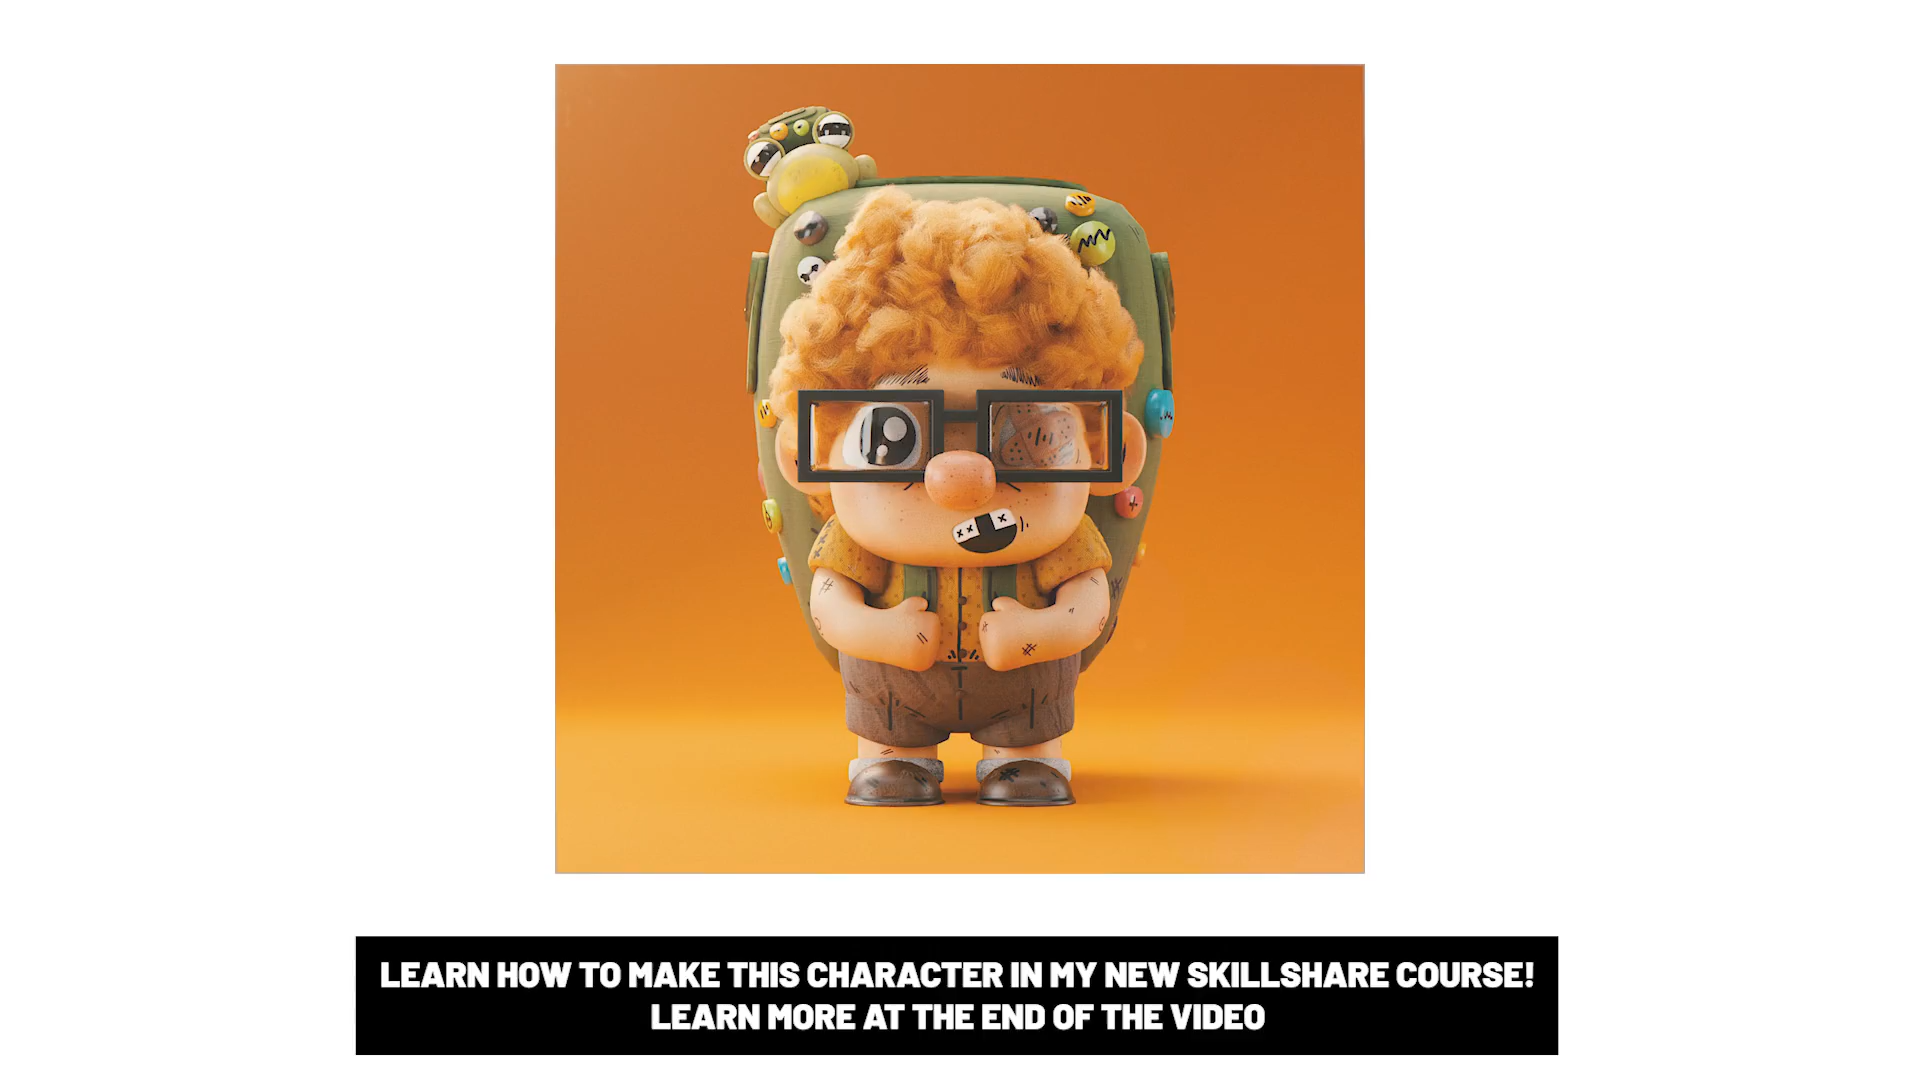 LEARN HOW TO MAKE THIS CHARACTER IN MY NEW SKILLSHARE COURSE!
LEARN MORE AT THE END OF THE VIDEO